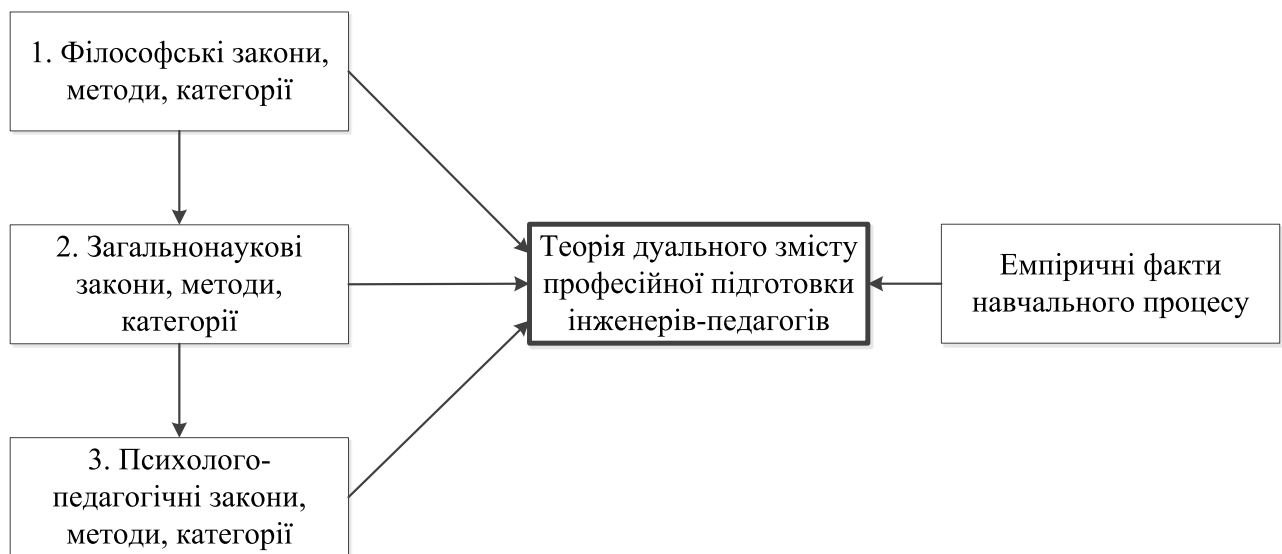 1. Філософські закони,
методи, категорії
2. Загальнонаукові
закони, методи,
категорії
3. Психолого-
педагогічні закони,
методи, категорії
Теорія дуального змісту
професійної підготовки
інженерів-педагогів
Емпіричні факти
навчального процесу